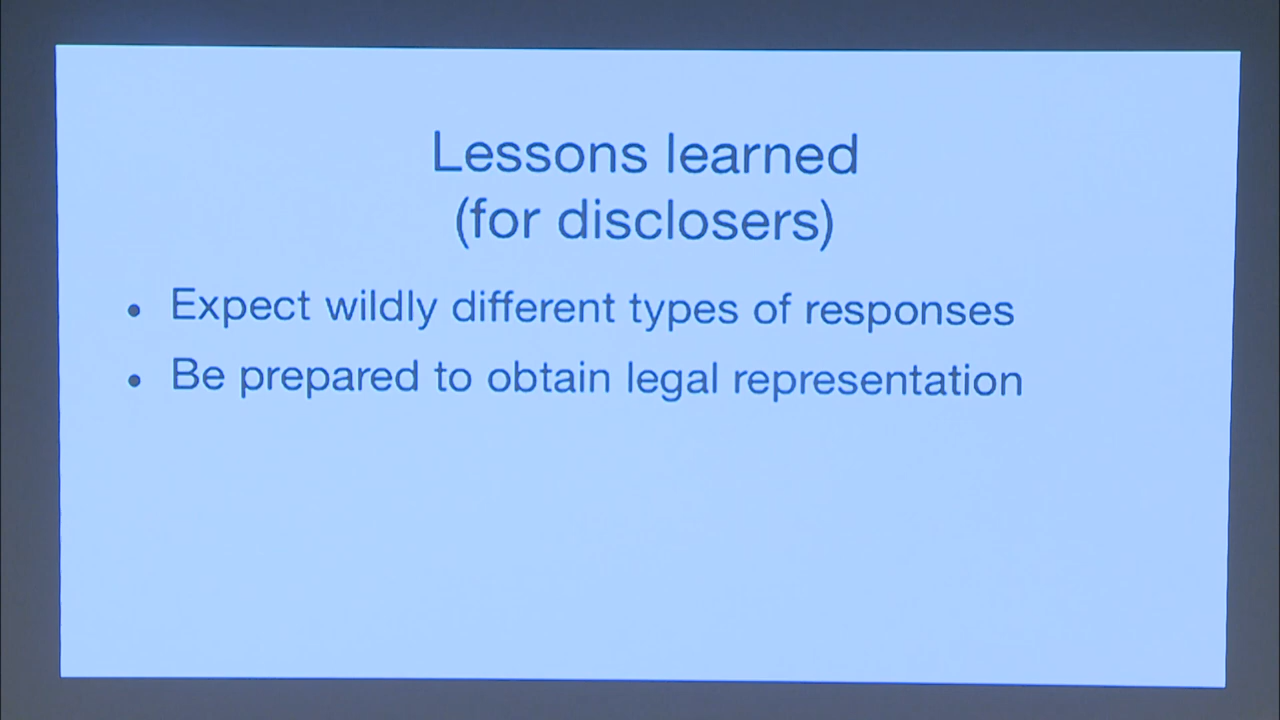 Lessons learned
(for disclosers)
• Expect wildly different types of responses
• Be prepared to obtain legal representation